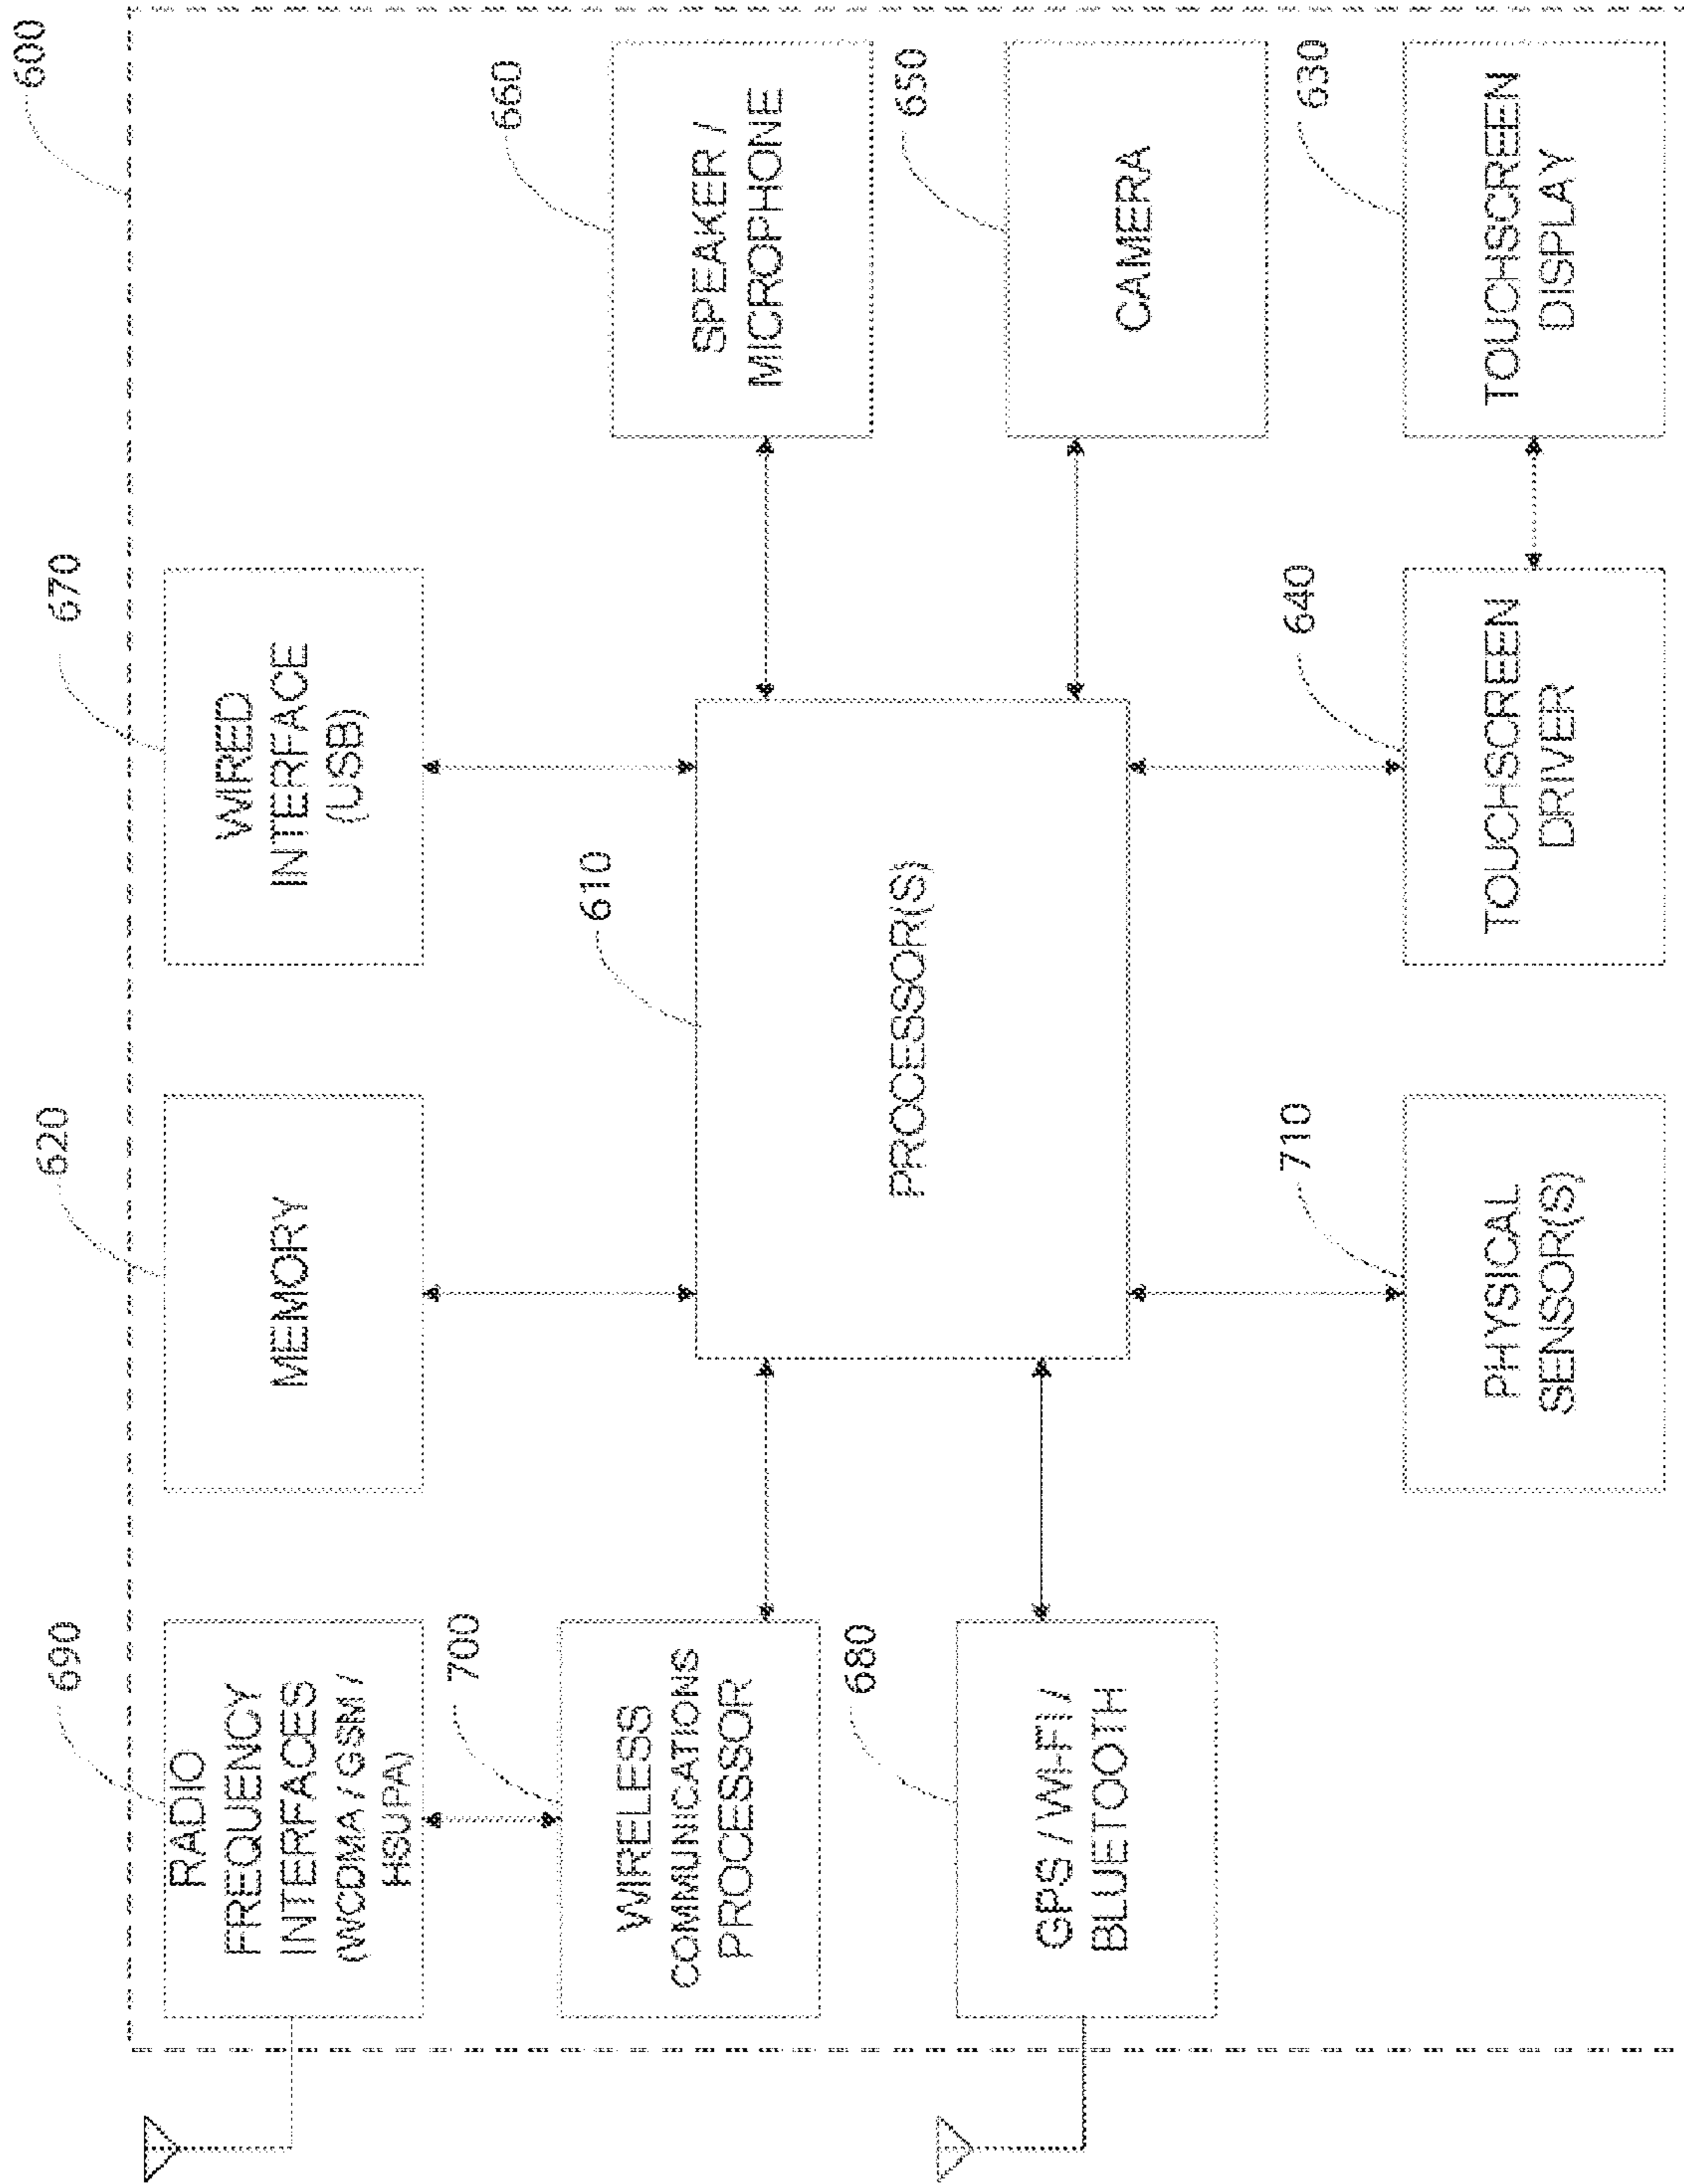 600
690
RADIO
FREQUENCY
INTERFACES
(WCDMA / GSM /
HSUPA)
620
MEMORY
670
WIRED
INTERFACE
(USB)
700
WIRELESS
COMMUNICATIONS
PROCESSOR
610
PROCESSOR(S)
660
SPEAKER /
MICROPHONE
680
GPS / WI-FI /
BLUETOOTH
650
CAMERA
710
PHYSICAL
SENSOR(S)
640
TOUCHSCREEN
DRIVER
630
TOUCHSCREEN
DISPLAY